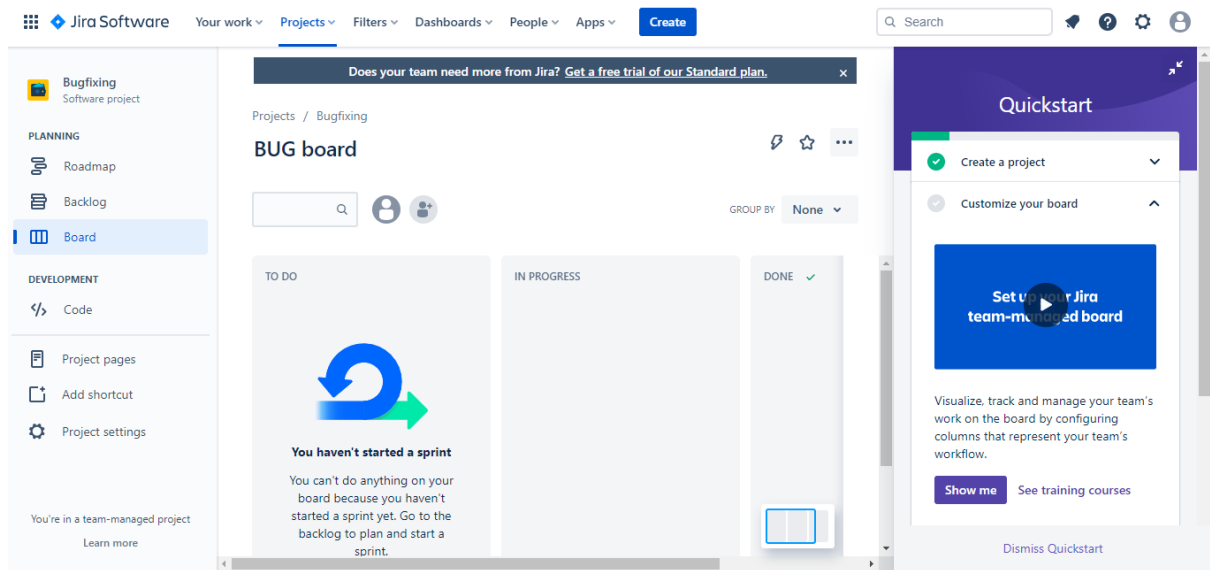 Jira Software
Your work
Projects
Filters
Dashboards
People
Apps
Create
Search
Bugfixing
Software project
PLANNING
Roadmap
Backlog
Board
DEVELOPMENT
Code
Project pages
Add shortcut
Project settings
You're in a team-managed project
Learn more
Does your team need more from Jira? Get a free trial of our Standard plan.
Projects / Bugfixing
BUG board
GROUP BY None
TO DO
You haven't started a sprint
You can't do anything on your
board because you haven't
started a sprint yet. Go to the
backlog to plan and start a
sprint.
IN PROGRESS
DONE
Quickstart
Create a project
Customize your board
Set up your Jira
team-managed board
Visualize, track and manage your team's
work on the board by configuring
columns that represent your team's
workflow.
Show me
See training courses
Dismiss Quickstart